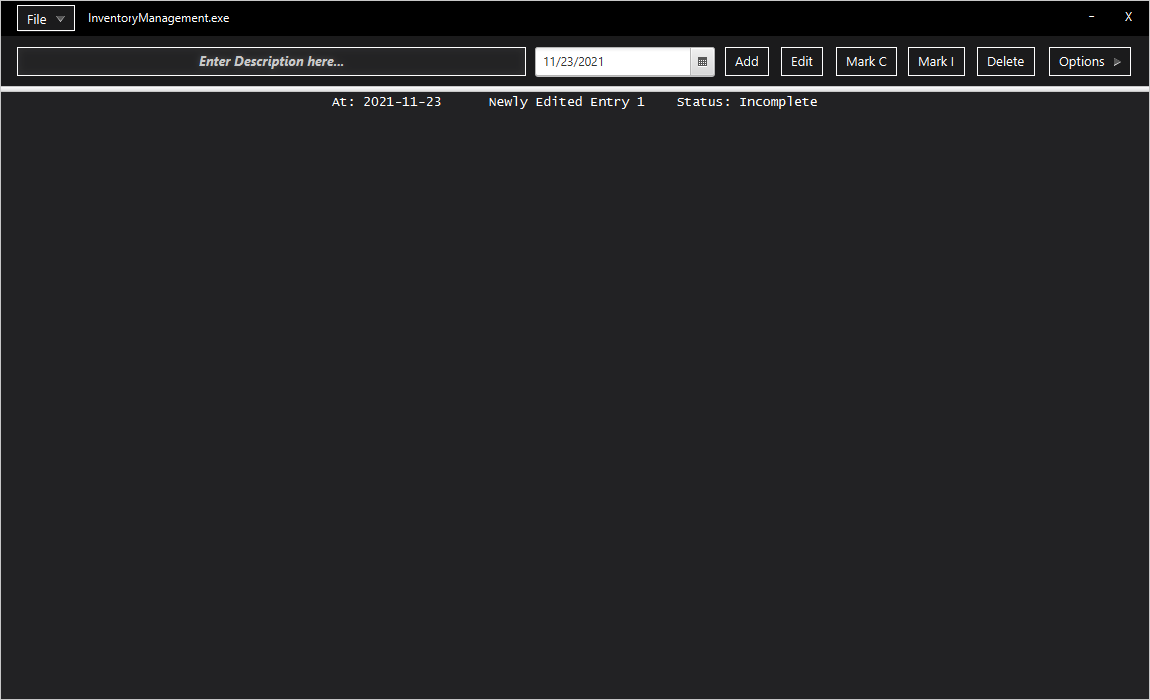 File InventoryManagement.exe – X
Enter Description here... 11/23/2021 Add Edit Mark C Mark I Delete Options
At: 2021-11-23 Newly Edited Entry 1 Status: Incomplete